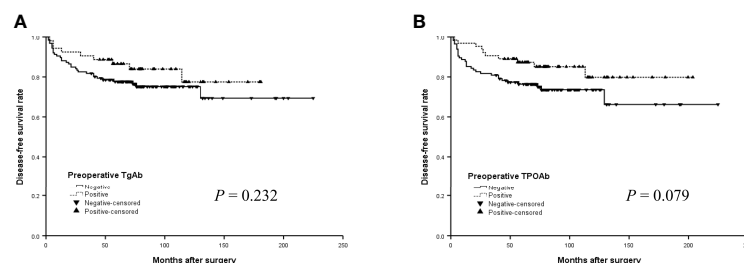 A
1.0
0.8
0.6
0.4
0.2
0.0
Disease-free survival rate
Preoperative TgAb
Negative
Positive
Negative-censored
Positive-censored
P = 0.232
0 50 100 150 200 250
Months after surgery
B
1.0
0.8
0.6
0.4
0.2
0.0
Disease-free survival rate
Preoperative TPOAb
Negative
Positive
Negative-censored
Positive-censored
P = 0.079
0 50 100 150 200
Months after surgery